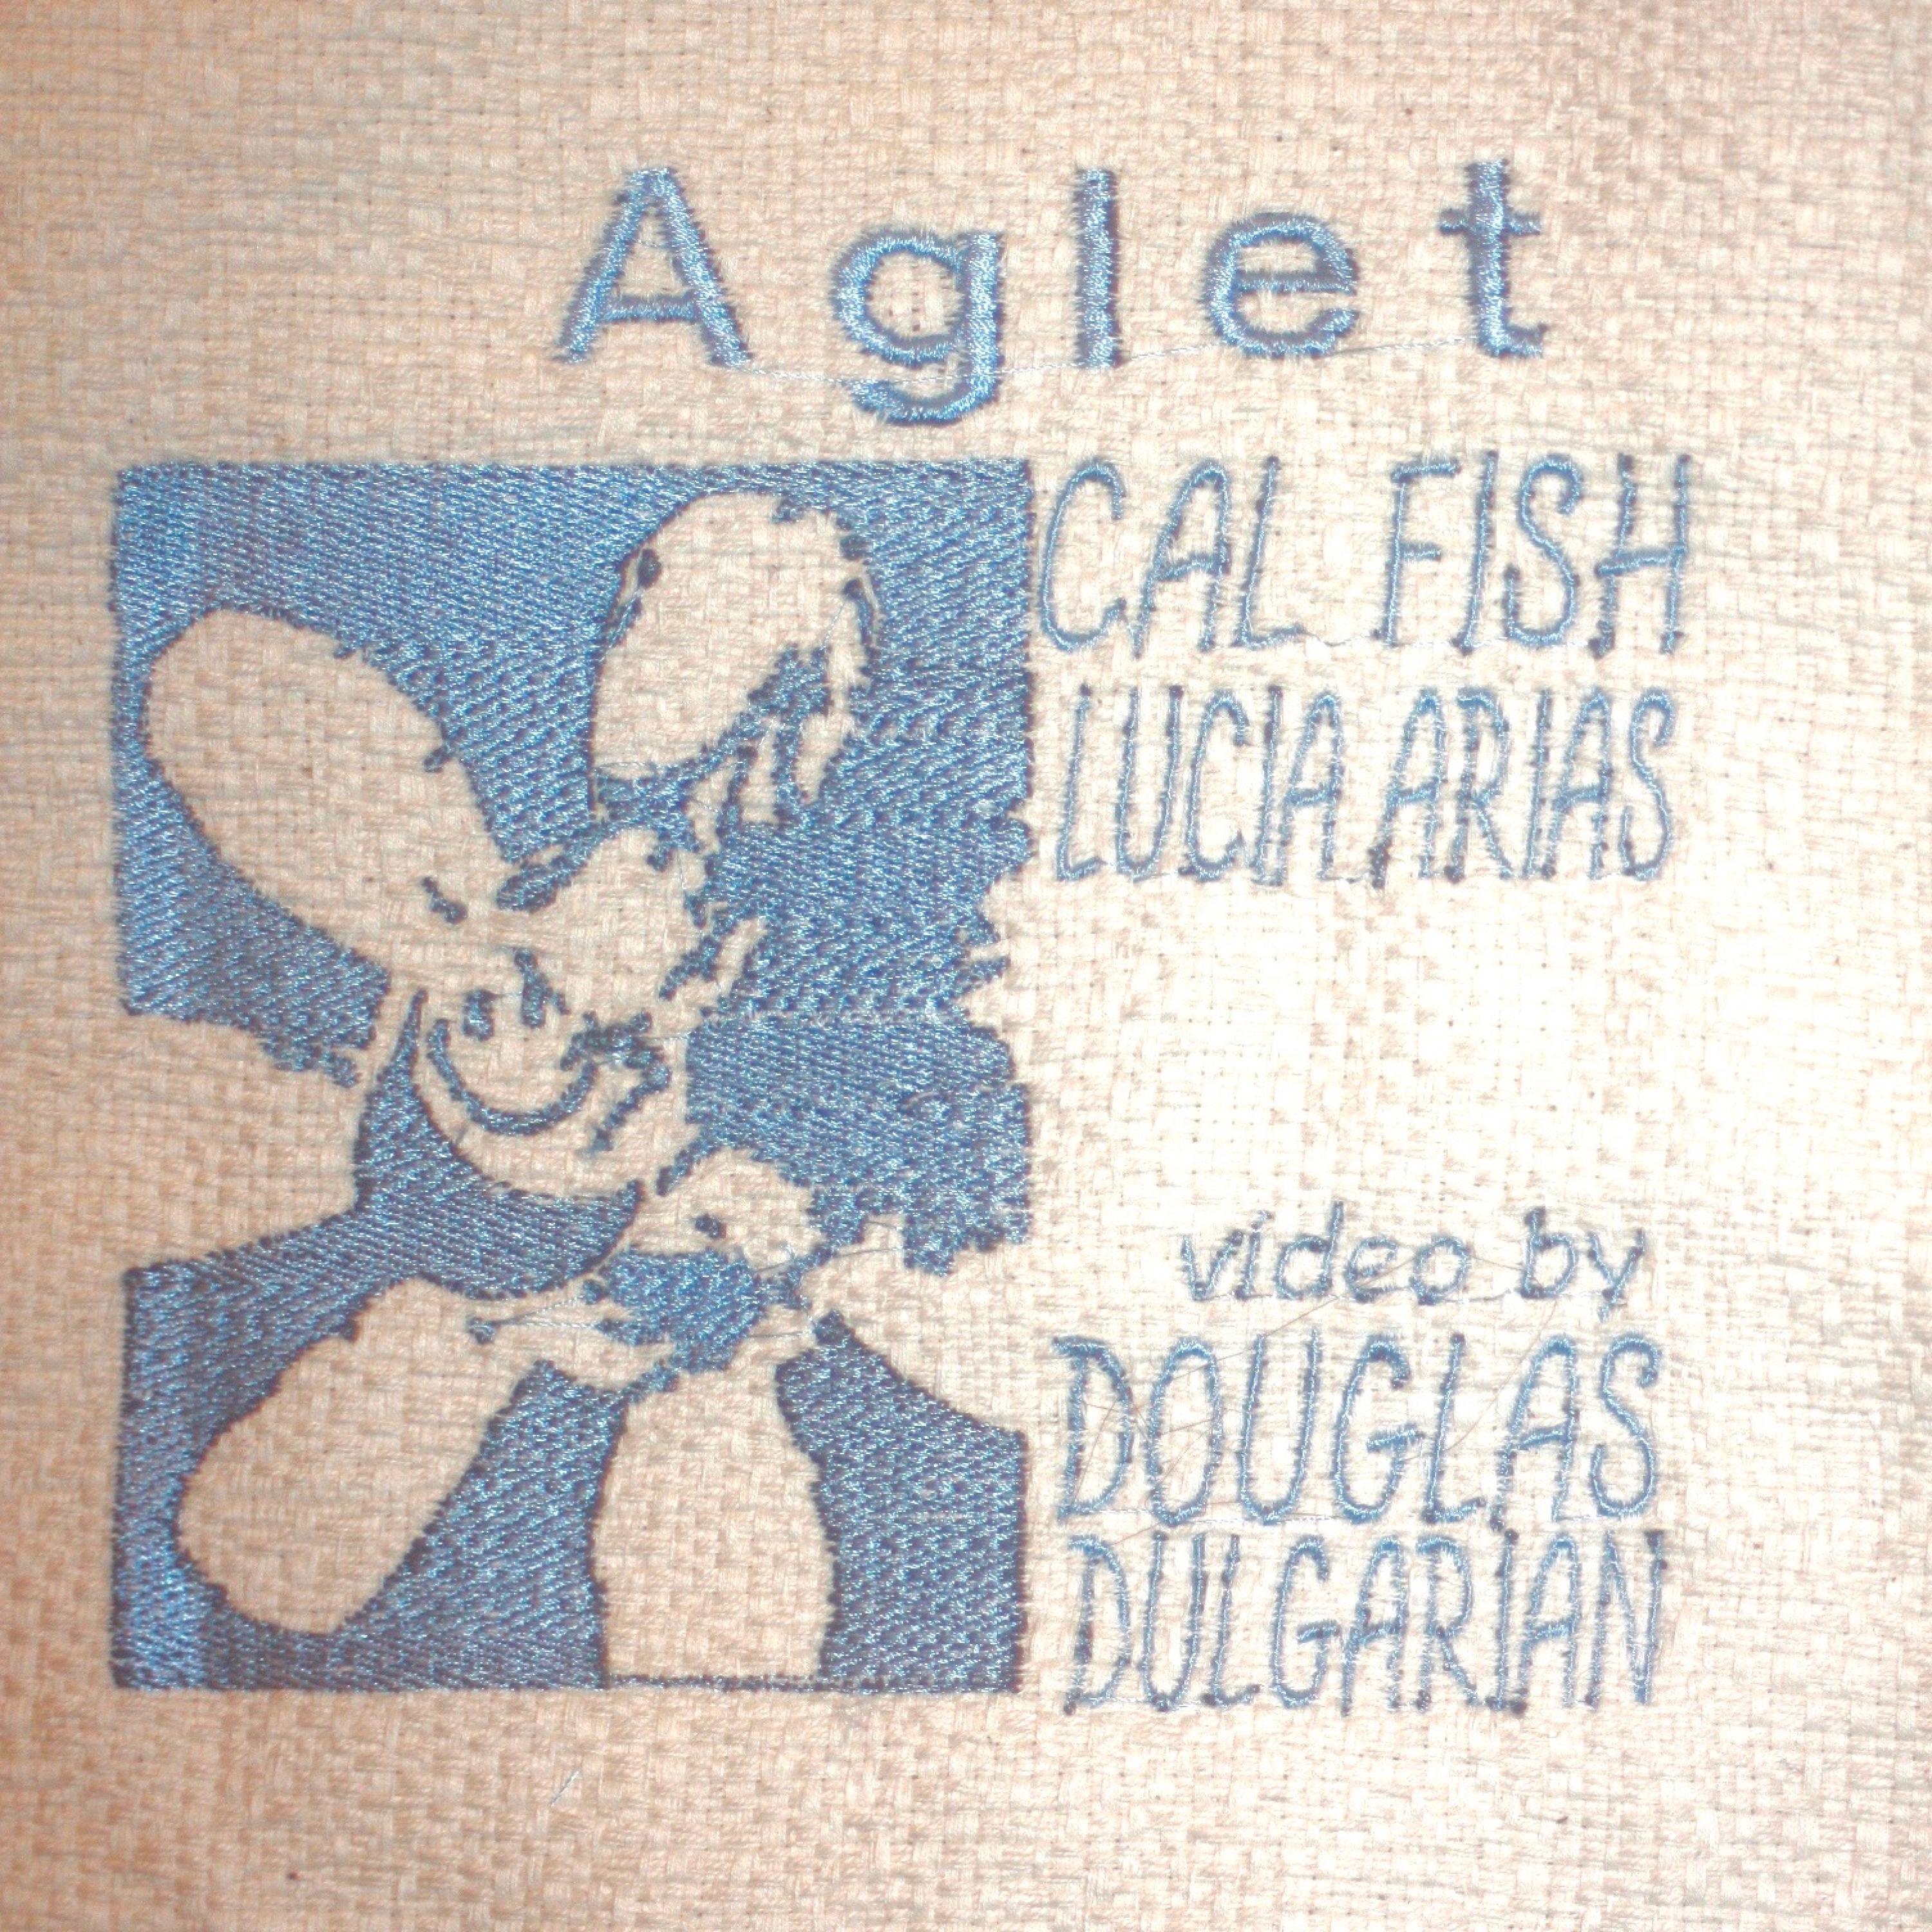 Aglet
CAL FISH
LUCIA ARIAS
video by
DOUGLAS
DULGARIAN